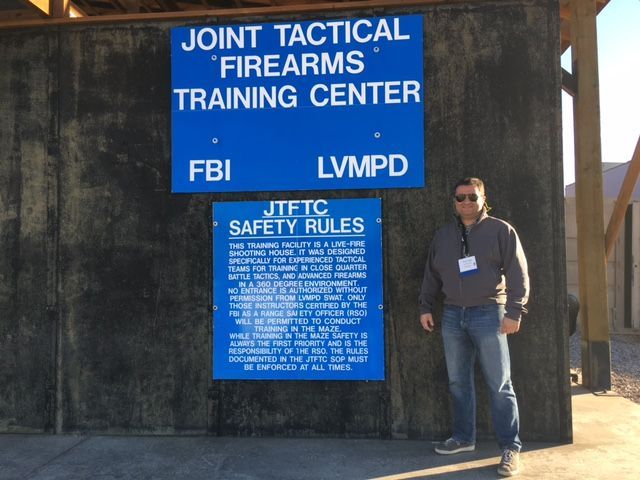 JOINT TACTICAL
FIREARMS
TRAINING CENTER
FBI LVMPD
JTFTC
SAFETY RULES
THIS TRAINING FACILITY IS A LIVE-FIRE
SHOOTING HOUSE. IT WAS DESIGNED
SPECIFICALLY FOR EXPERIENCED TACTICAL
TEAMS FOR TRAINING IN CLOSE QUARTER
BATTLE TACTICS, AND ADVANCED FIREARMS
IN A 360 DEGREE ENVIRONMENT.
NO ENTRANCE IS AUTHORIZED WITHOUT
PERMISSION FROM LVMPD SWAT. ONLY
THOSE INSTRUCTORS CERTIFIED BY THE
FBI AS A RANGE SAFETY OFFICER (RSO)
WILL BE PERMITTED TO CONDUCT
TRAINING IN THE MAZE.
WHILE TRAINING IN THE MAZE SAFETY IS
ALWAYS THE FIRST PRIORITY AND IS THE
RESPONSIBILITY OF THE RSO. THE RULES
DOCUMENTED IN THE JTFTC SOP MUST
BE ENFORCED AT ALL TIMES.